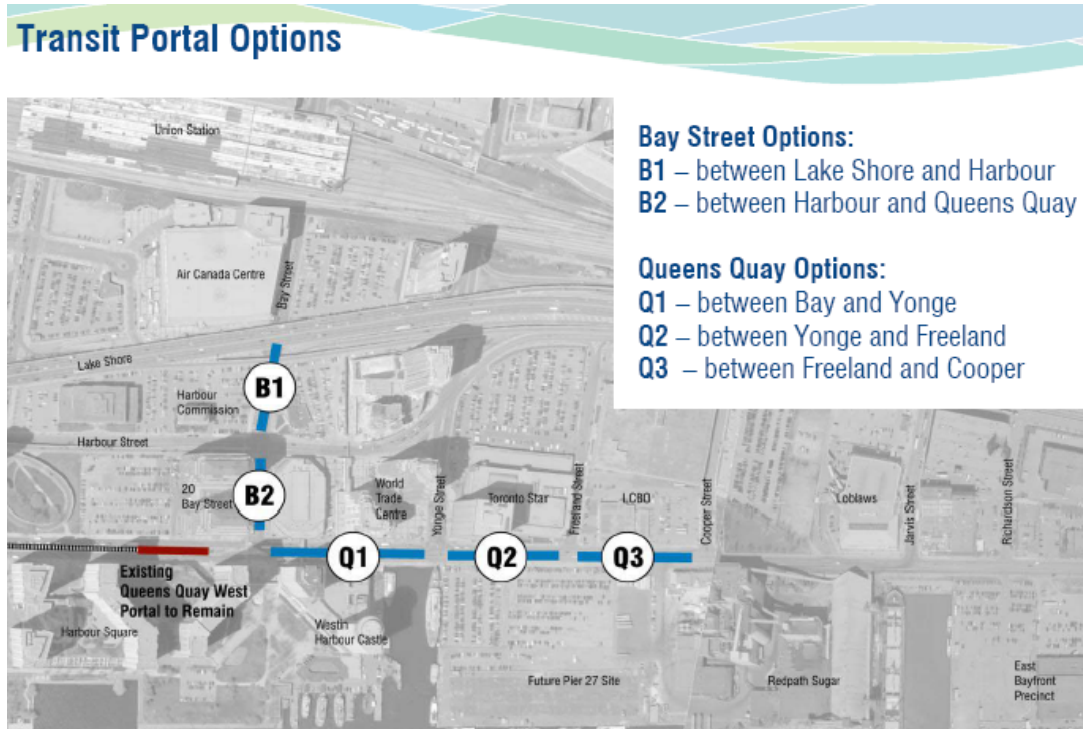 Transit Portal Options
Bay Street Options:
B1 – between Lake Shore and Harbour
B2 – between Harbour and Queens Quay
Queens Quay Options:
Q1 – between Bay and Yonge
Q2 – between Yonge and Freeland
Q3 – between Freeland and Cooper
Union Station
Air Canada Centre
Bay Street
Lake Shore
B1
Harbour
Commission
Harbour Street
20
Bay Street
B2
World
Trade
Centre
Yonge Street
Toronto Star
Freeland Street
LCBO
Cooper Street
Loblaws
Jarvis Street
Richardson Street
Q1
Q2
Q3
Existing
Queens Quay West
Portal to Remain
Harbour Square
Westin
Harbour Castle
Future Pier 27 Site
Redpath Sugar
East
Bayfront
Precinct